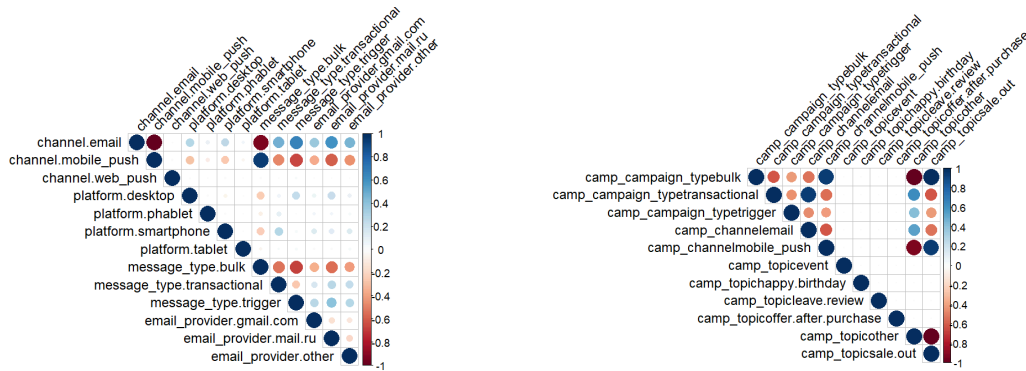 channel.email
channel.mobile_push
channel.web_push
platform.desktop
platform.phablet
platform.smartphone
platform.tablet
message_type.bulk
message_type.transactional
message_type.trigger
email_provider.gmail.com
email_provider.mail.ru
email_provider.other
channel.email
channel.mobile_push
channel.web_push
platform.desktop
platform.phablet
platform.smartphone
platform.tablet
message_type.bulk
message_type.transactional
message_type.trigger
email_provider.gmail.com
email_provider.mail.ru
email_provider.other
1
0.8
0.6
0.4
0.2
0
-0.2
-0.4
-0.6
-0.8
-1
camp_campaign_typebulk
camp_campaign_typetransactional
camp_campaign_typetrigger
camp_channelemail
camp_channelmobile_push
camp_topicevent
camp_topichappy.birthday
camp_topicleave.review
camp_topicoffer.after.purchase
camp_topicother
camp_topicsale.out
camp_campaign_typebulk
camp_campaign_typetransactional
camp_campaign_typetrigger
camp_channelemail
camp_channelmobile_push
camp_topicevent
camp_topichappy.birthday
camp_topicleave.review
camp_topicoffer.after.purchase
camp_topicother
camp_topicsale.out
1
0.8
0.6
0.4
0.2
0
-0.2
-0.4
-0.6
-0.8
-1